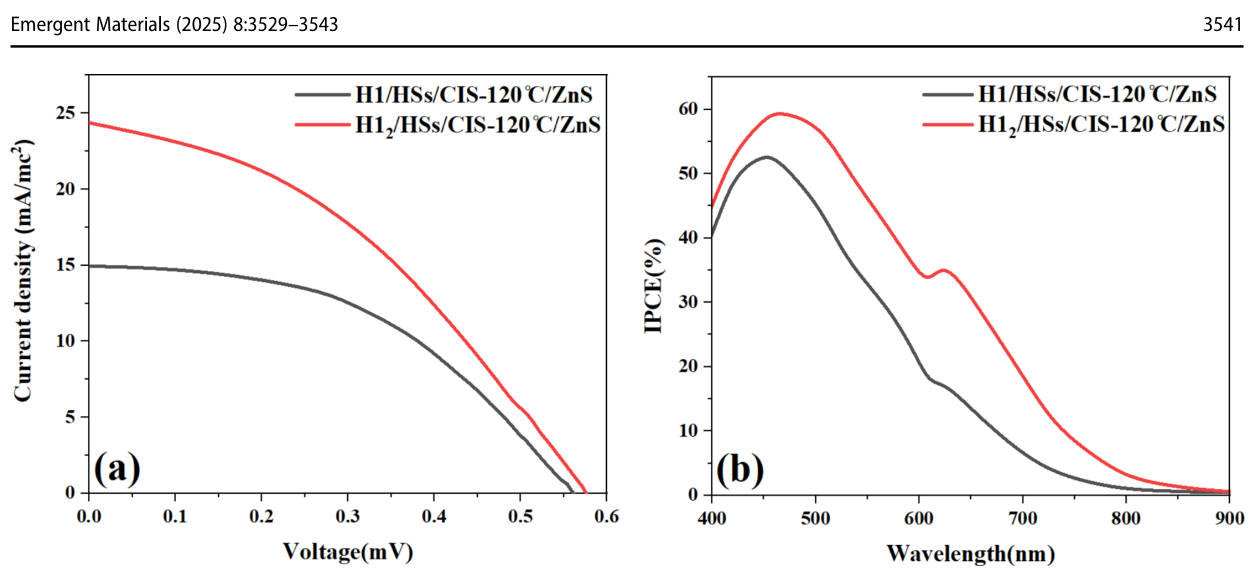 Emergent Materials (2025) 8:3529–3543 3541
H1/HSs/CIS-120℃/ZnS
H1₂/HSs/CIS-120℃/ZnS
25
20
15
10
5
0
Current density (mA/mc²)
0.0 0.1 0.2 0.3 0.4 0.5 0.6
Voltage(mV)
(a)
H1/HSs/CIS-120℃/ZnS
H1₂/HSs/CIS-120℃/ZnS
60
50
40
30
20
10
0
IPCE(%)
400 500 600 700 800 900
Wavelength(nm)
(b)